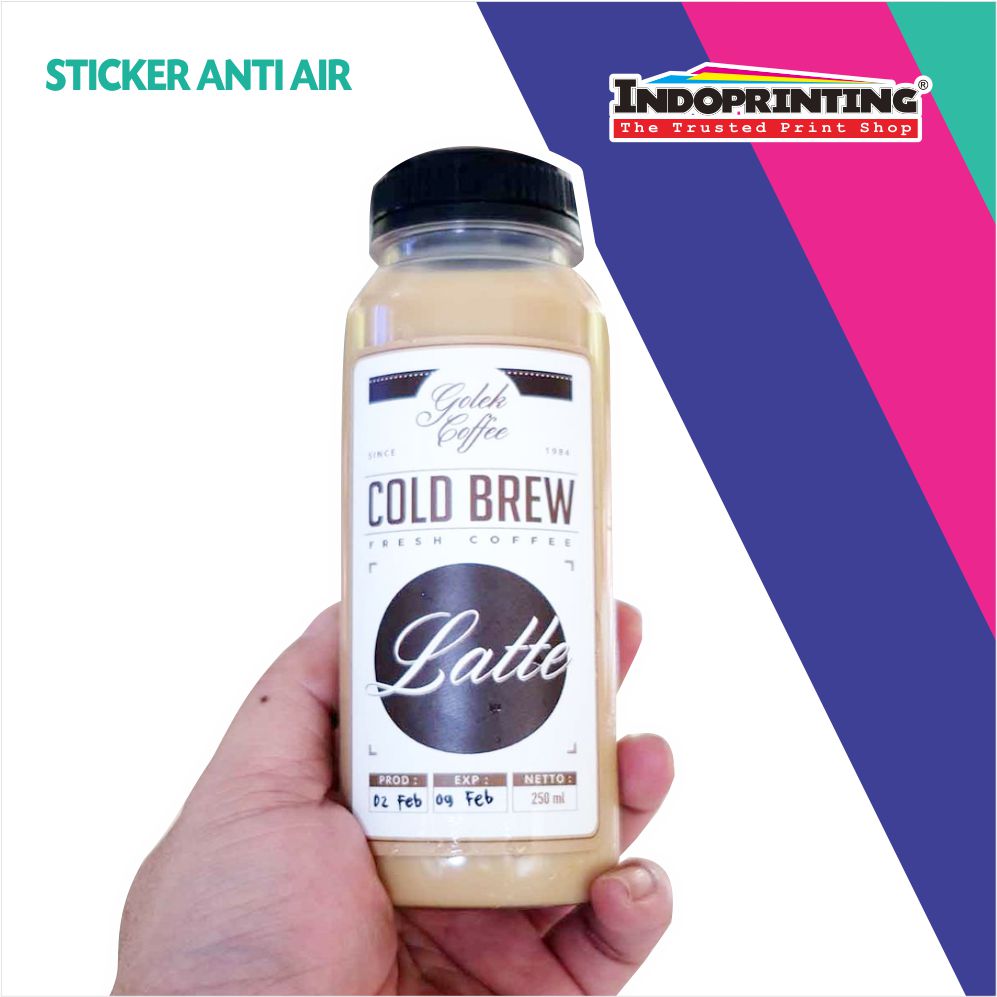 STICKER ANTI AIR
INDOPRINTING®
The Trusted Print Shop
Golek
Coffee
SINCE 1984
COLD BREW
FRESH COFFEE
Latte
PROD : EXP : NETTO :
02 Feb 09 Feb 250 ml